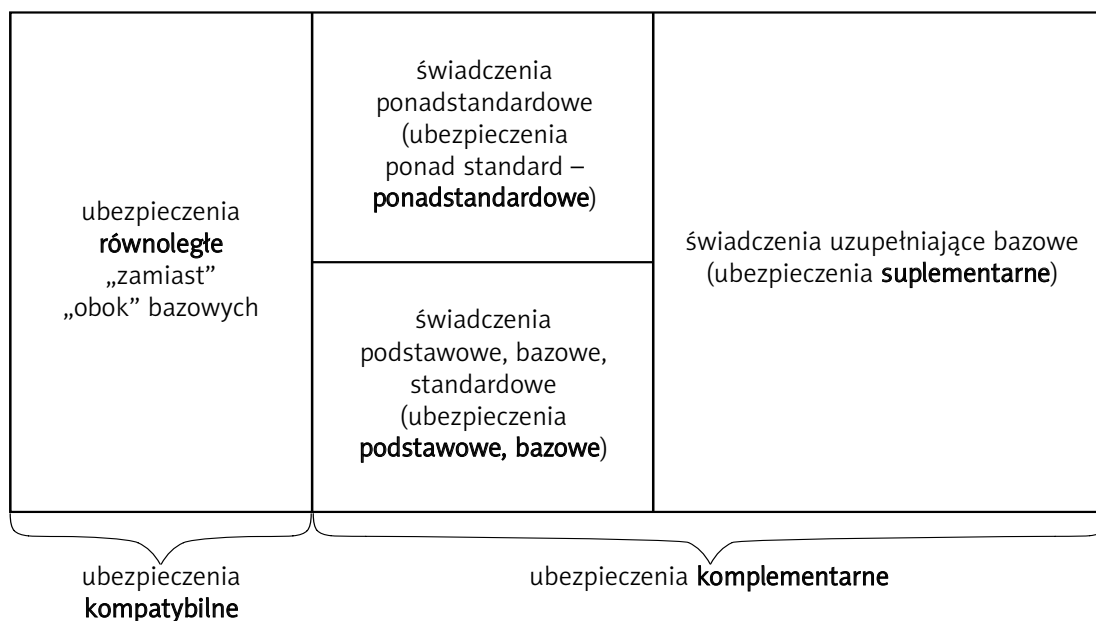 ubezpieczenia
równoległe
„zamiast”
„obok” bazowych
świadczenia
ponadstandardowe
(ubezpieczenia
ponad standard –
ponadstandardowe)
świadczenia
podstawowe, bazowe,
standardowe
(ubezpieczenia
podstawowe, bazowe)
świadczenia uzupełniające bazowe
(ubezpieczenia suplementarne)
ubezpieczenia
kompatybilne
ubezpieczenia komplementarne